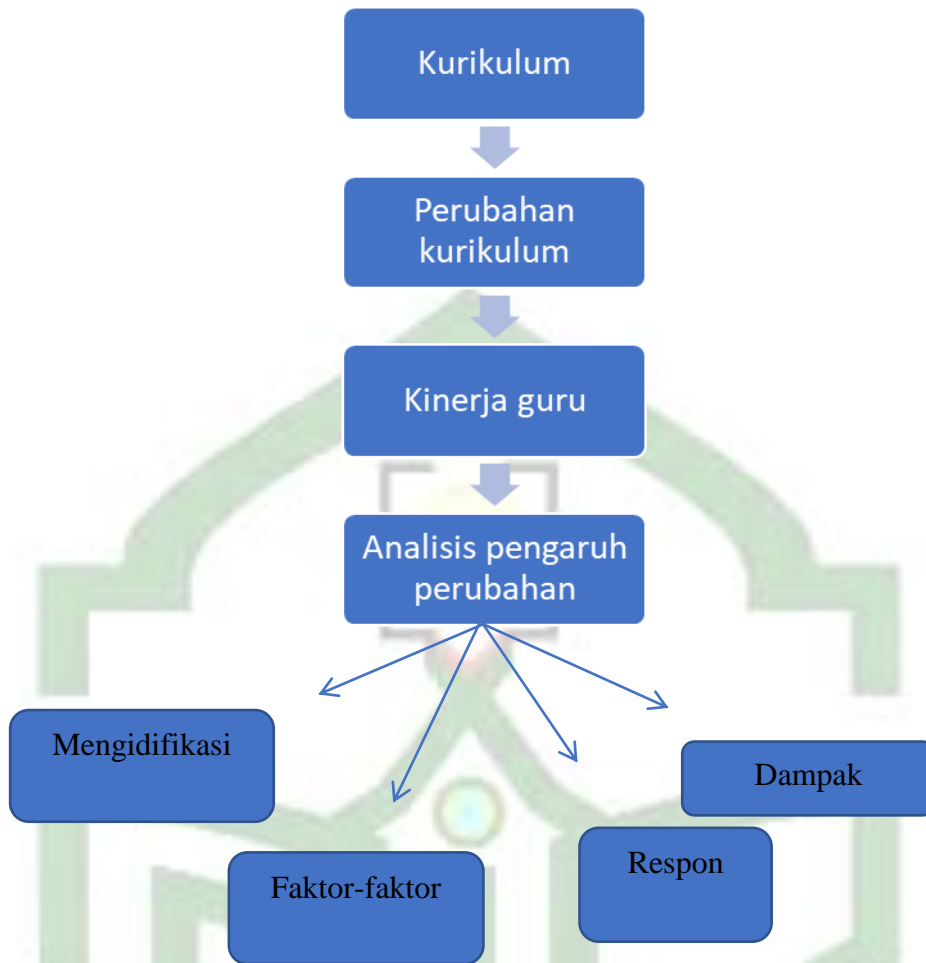 Kurikulum
Perubahan
kurikulum
Kinerja guru
Analisis pengaruh
perubahan
Mengidifikasi
Dampak
Respon
Faktor-faktor